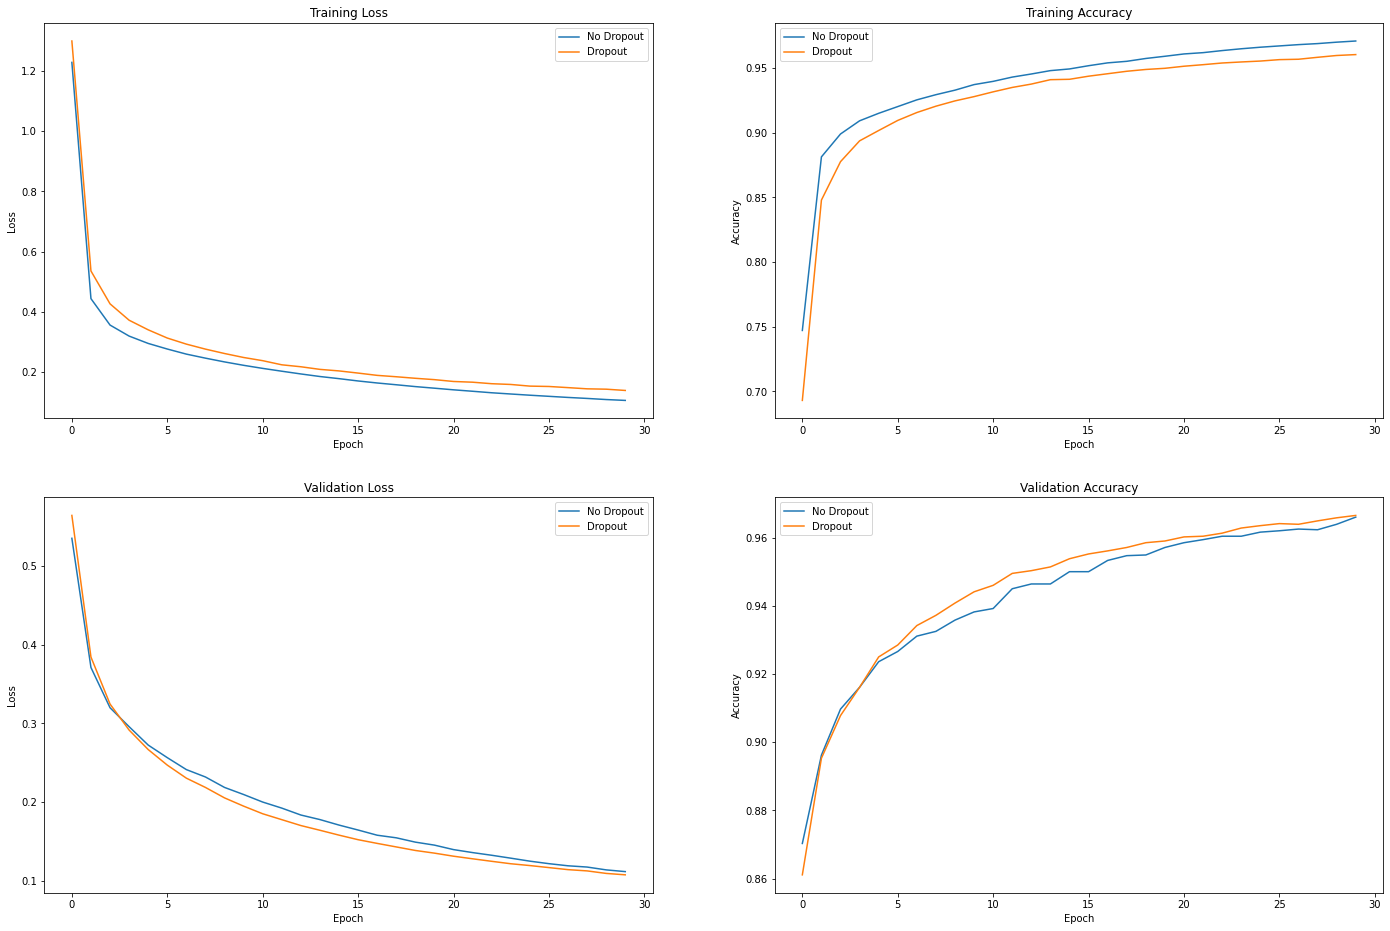 Training Loss
No Dropout
Dropout
1.2
1.0
0.8
0.6
0.4
0.2
Loss
0 5 10 15 20 25 30
Epoch
Training Accuracy
No Dropout
Dropout
0.95
0.90
0.85
0.80
0.75
0.70
Accuracy
0 5 10 15 20 25 30
Epoch
Validation Loss
No Dropout
Dropout
0.5
0.4
0.3
0.2
0.1
Loss
0 5 10 15 20 25 30
Epoch
Validation Accuracy
No Dropout
Dropout
0.96
0.94
0.92
0.90
0.88
0.86
Accuracy
0 5 10 15 20 25 30
Epoch